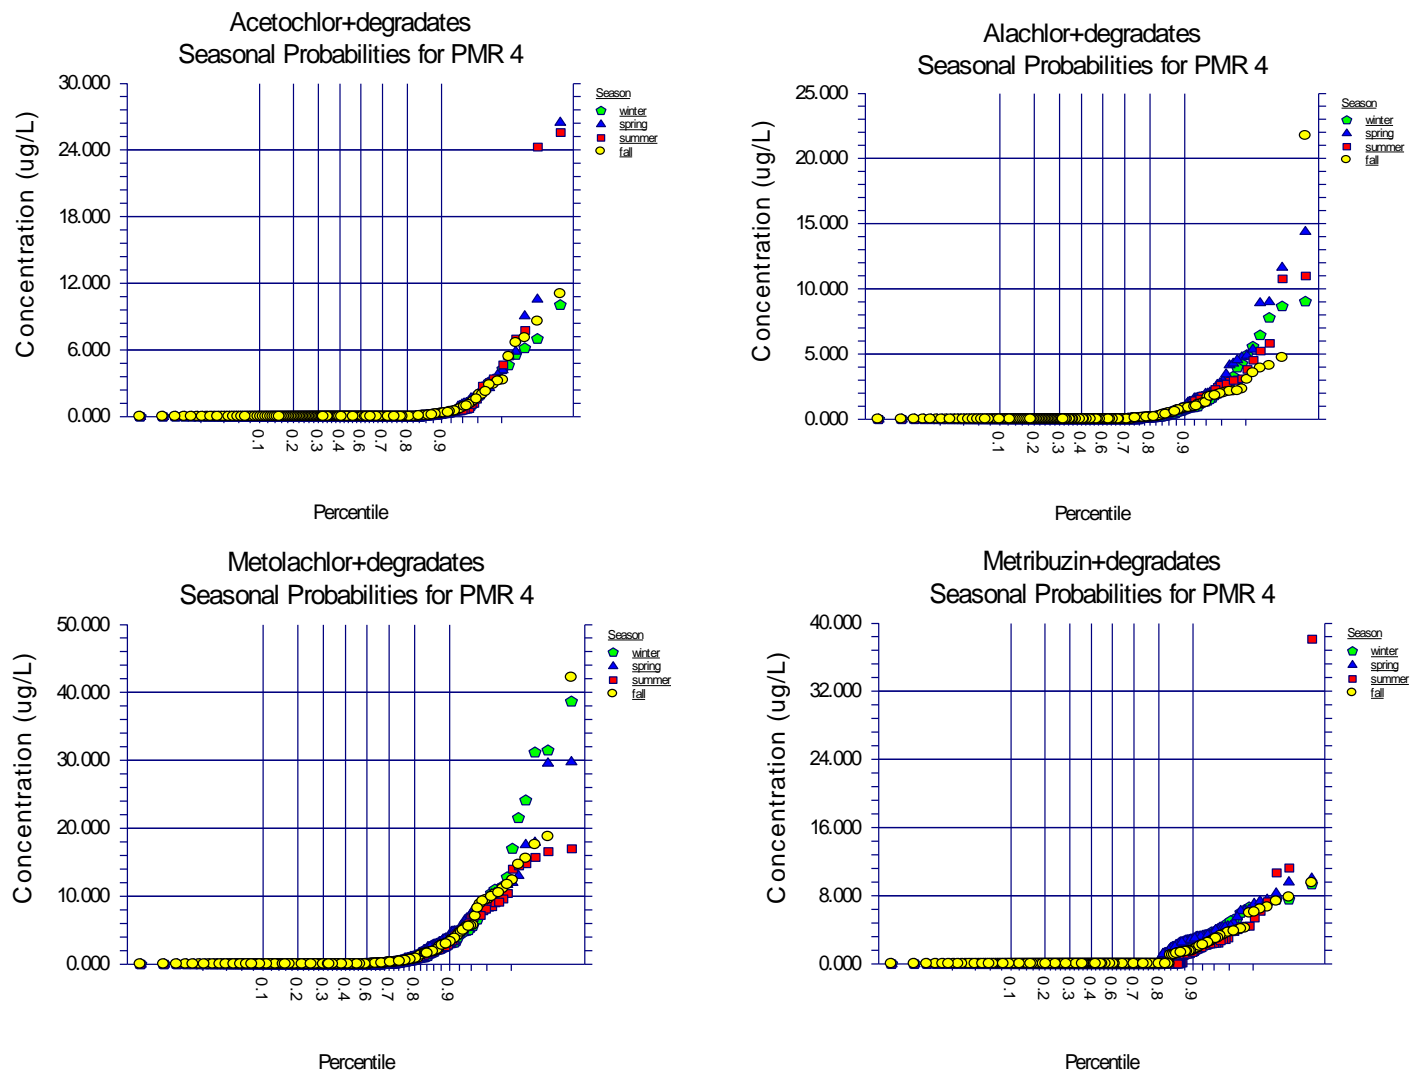 Acetochlor+degradates
Seasonal Probabilities for PMR 4
30.000
24.000
18.000
12.000
6.000
0.000
Concentration (ug/L)
0.1
0.2
0.3
0.4
0.6
0.7
0.8
0.9
Percentile
Season
winter
spring
summer
fall
Alachlor+degradates
Seasonal Probabilities for PMR 4
25.000
20.000
15.000
10.000
5.000
0.000
Concentration (ug/L)
0.1
0.2
0.3
0.4
0.6
0.7
0.8
0.9
Percentile
Season
winter
spring
summer
fall
Metolachlor+degradates
Seasonal Probabilities for PMR 4
50.000
40.000
30.000
20.000
10.000
0.000
Concentration (ug/L)
0.1
0.2
0.3
0.4
0.6
0.7
0.8
0.9
Percentile
Season
winter
spring
summer
fall
Metribuzin+degradates
Seasonal Probabilities for PMR 4
40.000
32.000
24.000
16.000
8.000
0.000
Concentration (ug/L)
0.1
0.2
0.3
0.4
0.6
0.7
0.8
0.9
Percentile
Season
winter
spring
summer
fall